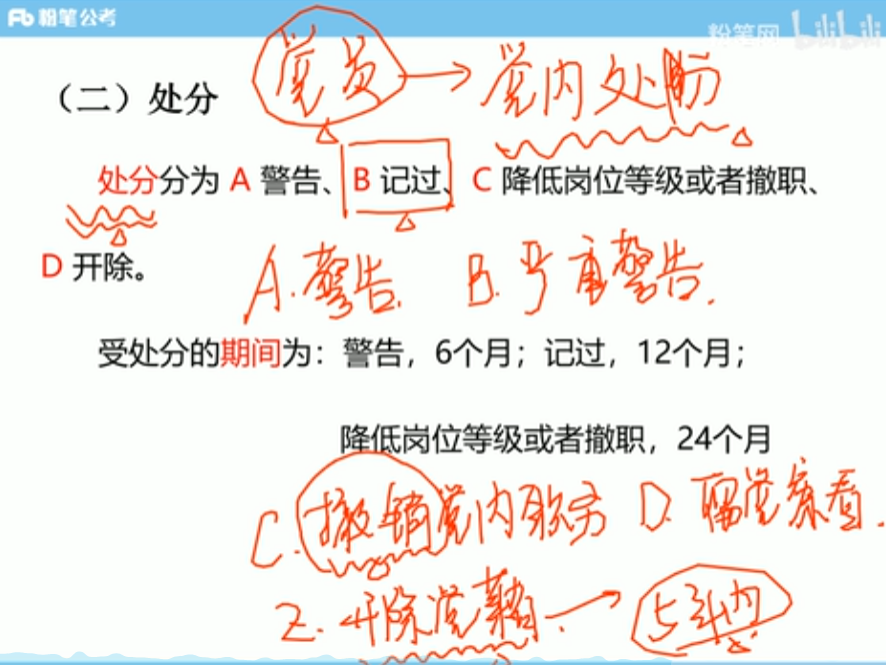 粉笔公考
粉笔网 bilibili
（二）处分 党员 → 党内处分
处分分为 A 警告、B 记过、C 降低岗位等级或者撤职、
D 开除。
A. 警告. B. 严重警告.
受处分的期间为：警告，6个月；记过，12个月；
降低岗位等级或者撤职，24个月
C. 撤销党内职务 D. 留党察看.
开除党籍. → 5年内